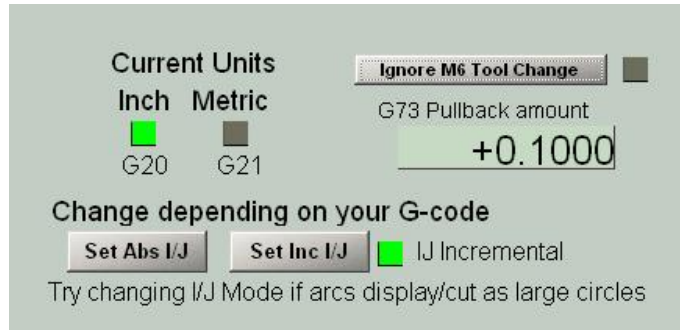 Current Units
Ignore M6 Tool Change
Inch Metric
G73 Pullback amount
+0.1000
G20 G21
Change depending on your G-code
Set Abs I/J Set Inc I/J IJ Incremental
Try changing I/J Mode if arcs display/cut as large circles